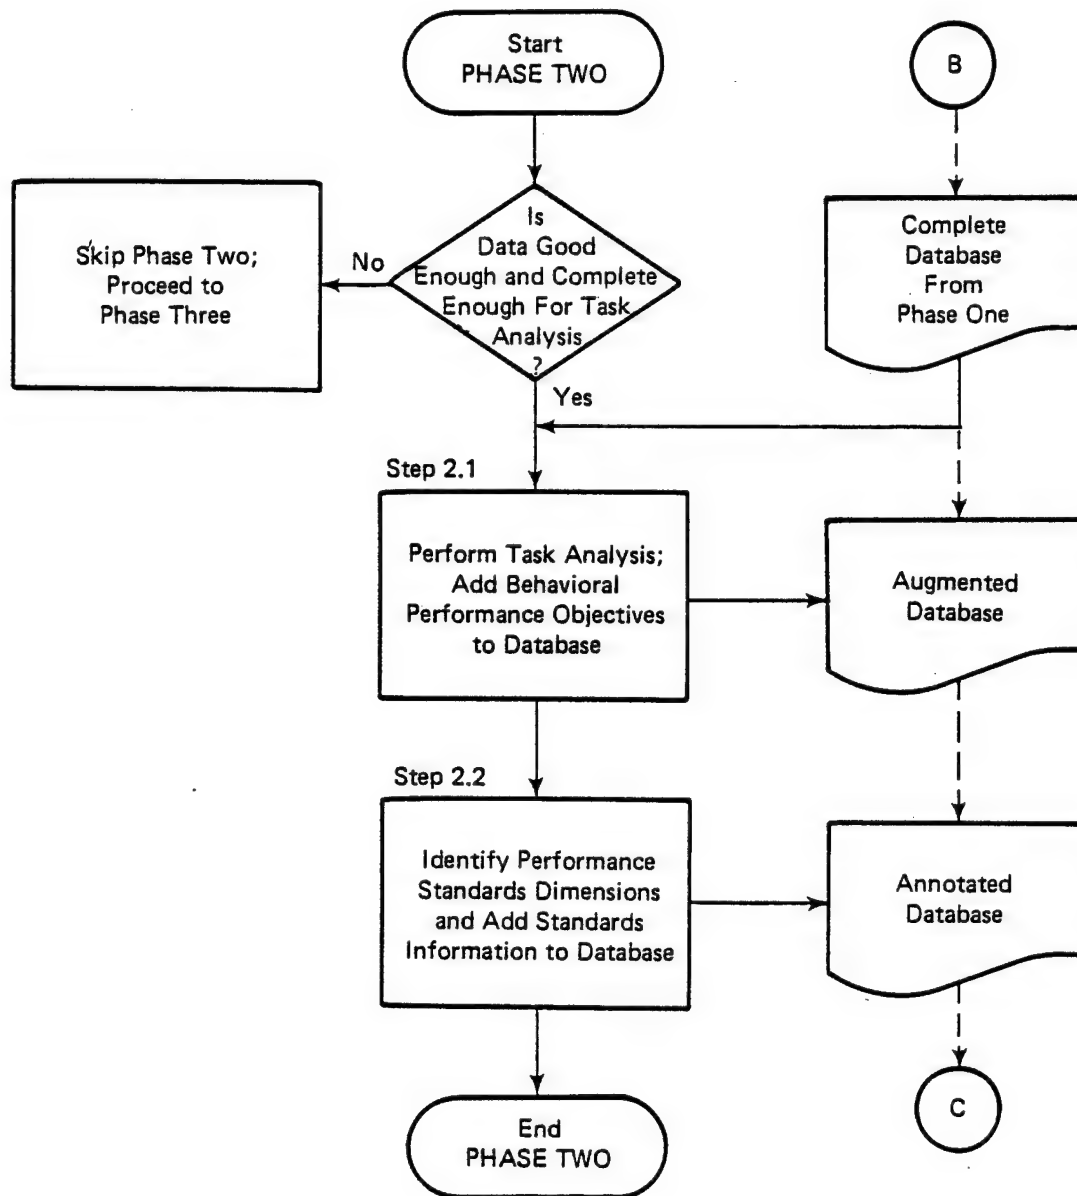 Start
PHASE TWO
B
Skip Phase Two;
Proceed to
Phase Three
No
Is
Data Good
Enough and Complete
Enough For Task
Analysis
?
Yes
Complete
Database
From
Phase One
Step 2.1
Perform Task Analysis;
Add Behavioral
Performance Objectives
to Database
Augmented
Database
Step 2.2
Identify Performance
Standards Dimensions
and Add Standards
Information to Database
Annotated
Database
End
PHASE TWO
C